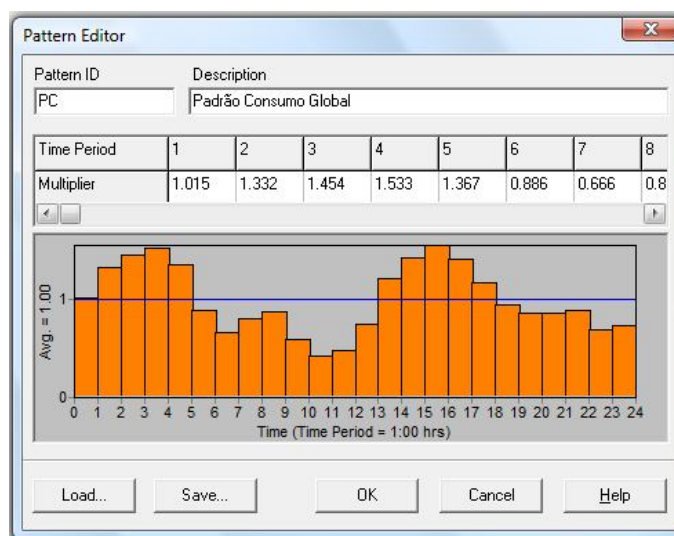 Pattern Editor
Pattern ID Description
PC Padrão Consumo Global
Time Period 1 2 3 4 5 6 7 8
Multiplier 1.015 1.332 1.454 1.533 1.367 0.886 0.666 0.8
Avg. = 1.00
1
0
0 1 2 3 4 5 6 7 8 9 10 11 12 13 14 15 16 17 18 19 20 21 22 23 24
Time (Time Period = 1:00 hrs)
Load... Save... OK Cancel Help